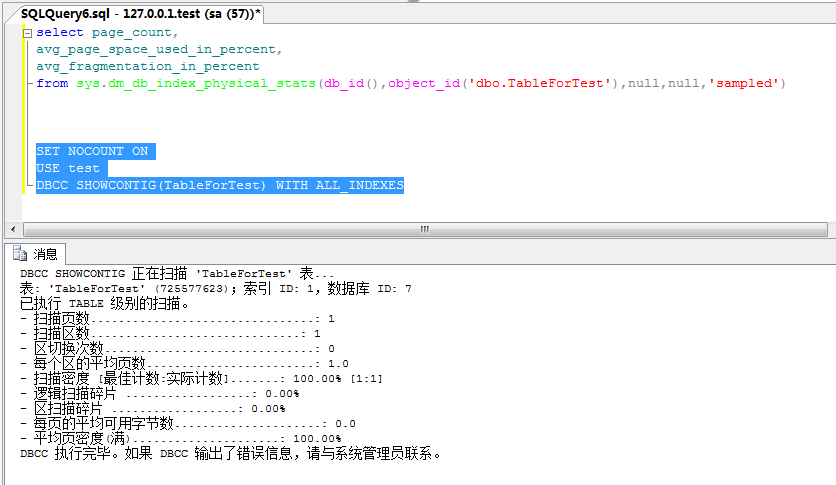 SQLQuery6.sql - 127.0.0.1.test (sa (57))*
select page_count,
avg_page_space_used_in_percent,
avg_fragmentation_in_percent
from sys.dm_db_index_physical_stats(db_id(),object_id('dbo.TableForTest'),null,null,'sampled')
SET NOCOUNT ON
USE test
DBCC SHOWCONTIG(TableForTest) WITH ALL_INDEXES
消息
DBCC SHOWCONTIG 正在扫描 'TableForTest' 表...
表: 'TableForTest' (725577623)；索引 ID: 1，数据库 ID: 7
已执行 TABLE 级别的扫描。
- 扫描页数................................: 1
- 扫描区数..............................: 1
- 区切换次数..............................: 0
- 每个区的平均页数........................: 1.0
- 扫描密度 [最佳计数:实际计数].......: 100.00% [1:1]
- 逻辑扫描碎片 ..................: 0.00%
- 区扫描碎片 ..................: 0.00%
- 每页的平均可用字节数.....................: 0.0
- 平均页密度(满).....................: 100.00%
DBCC 执行完毕。如果 DBCC 输出了错误信息，请与系统管理员联系。